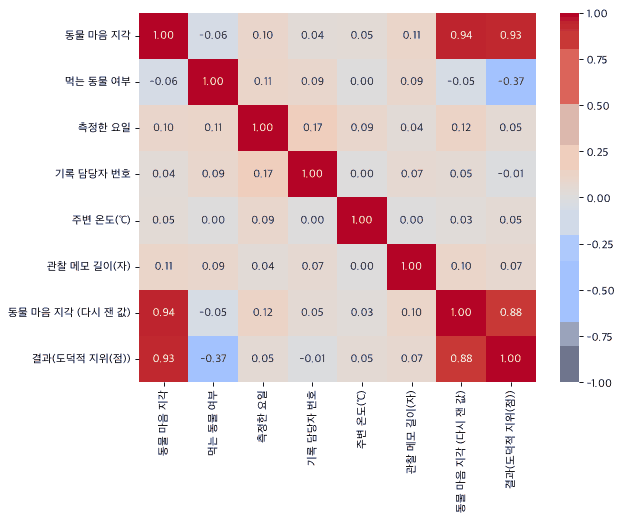 동물 마음 지각 1.00 -0.06 0.10 0.04 0.05 0.11 0.94 0.93
먹는 동물 여부 -0.06 1.00 0.11 0.09 0.00 0.09 -0.05 -0.37
측정한 요일 0.10 0.11 1.00 0.17 0.09 0.04 0.12 0.05
기록 담당자 번호 0.04 0.09 0.17 1.00 0.00 0.07 0.05 -0.01
주변 온도(℃) 0.05 0.00 0.09 0.00 1.00 0.00 0.03 0.05
관찰 메모 길이(자) 0.11 0.09 0.04 0.07 0.00 1.00 0.10 0.07
동물 마음 지각 (다시 잰 값) 0.94 -0.05 0.12 0.05 0.03 0.10 1.00 0.88
결과(도덕적 지위(점)) 0.93 -0.37 0.05 -0.01 0.05 0.07 0.88 1.00
동물 마음 지각
먹는 동물 여부
측정한 요일
기록 담당자 번호
주변 온도(℃)
관찰 메모 길이(자)
동물 마음 지각 (다시 잰 값)
결과(도덕적 지위(점))
1.00
0.75
0.50
0.25
0.00
-0.25
-0.50
-0.75
-1.00